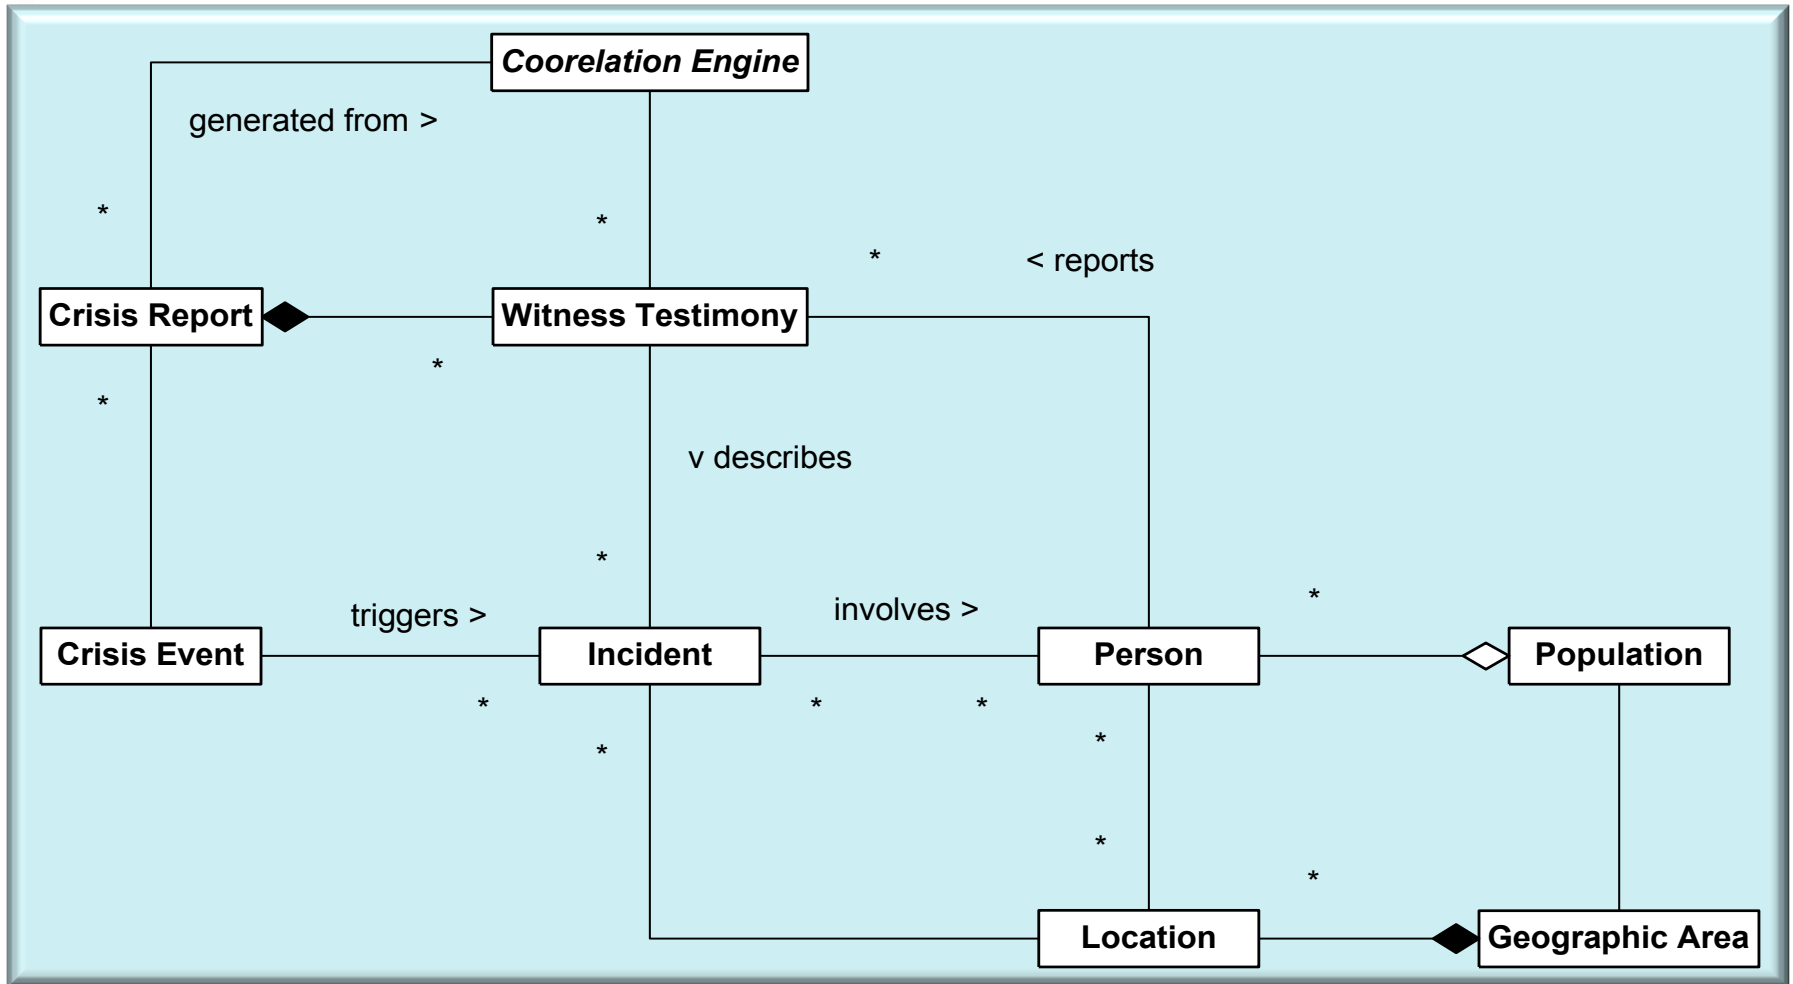 Coorelation Engine
generated from >
*
*
*
< reports
Crisis Report
Witness Testimony
*
*
v describes
*
*
triggers >
involves >
Crisis Event
Incident
Person
Population
*
*
*
*
*
*
*
Location
Geographic Area